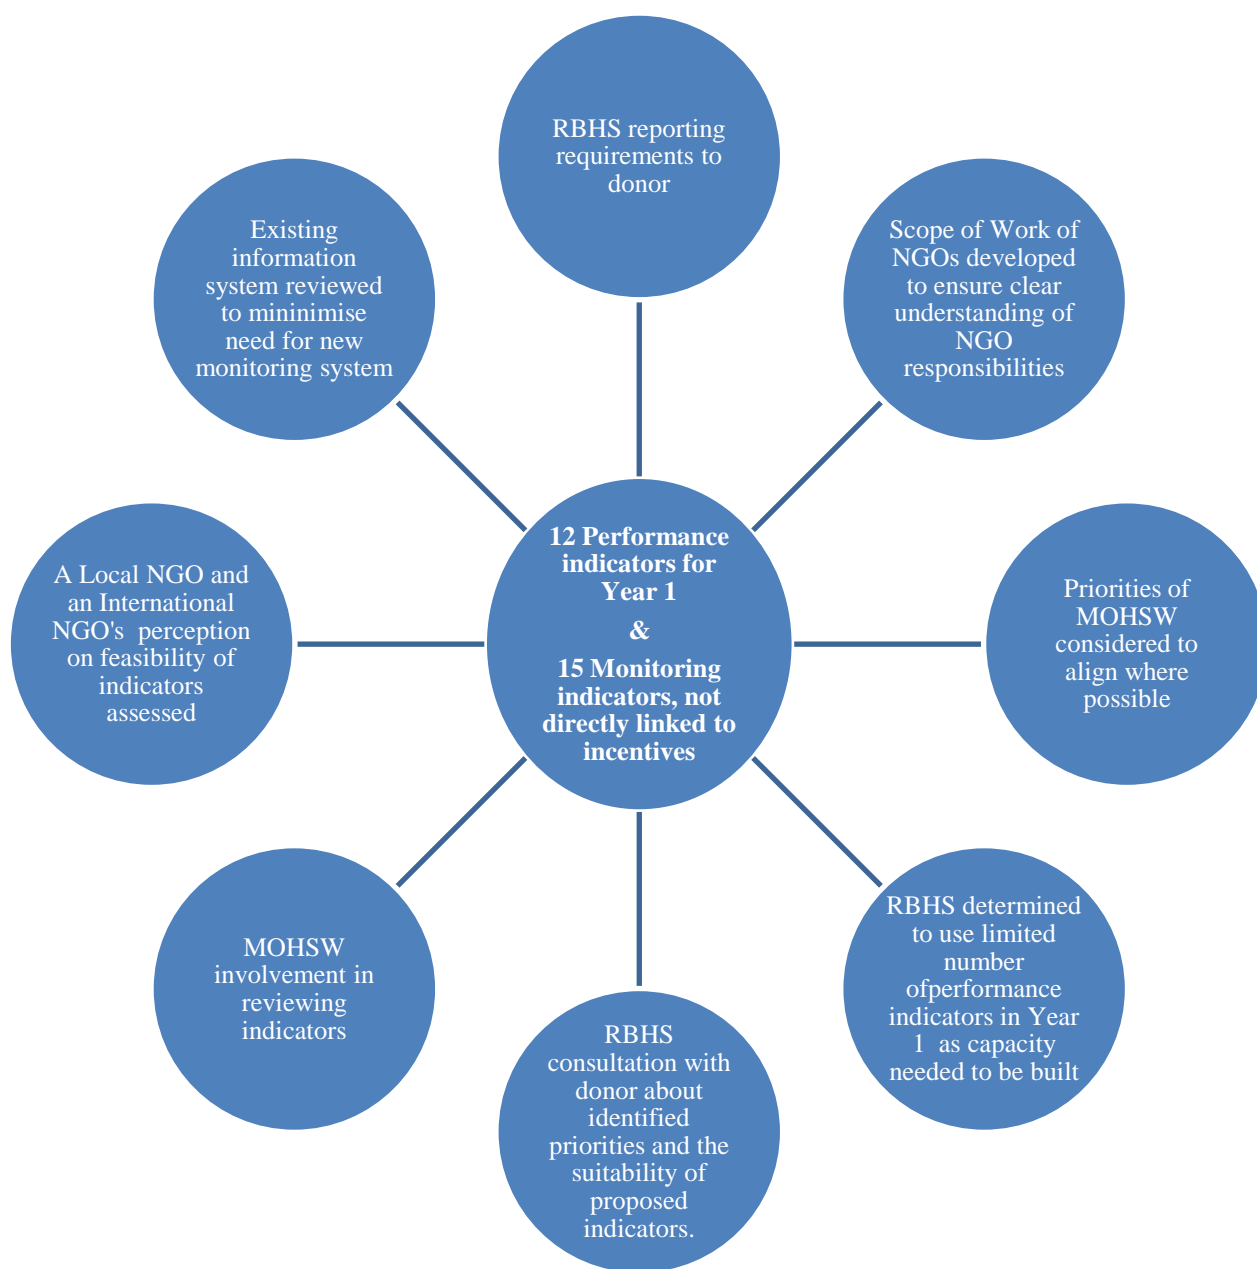 RBHS reporting
requirements to
donor
Scope of Work of
NGOs developed
to ensure clear
understanding of
NGO
responsibilities
Priorities of
MOHSW
considered to
align where
possible
RBHS determined
to use limited
number
ofperformance
indicators in Year
1 as capacity
needed to be built
RBHS
consultation with
donor about
identified
priorities and the
suitability of
proposed
indicators.
MOHSW
involvement in
reviewing
indicators
A Local NGO and
an International
NGO's perception
on feasibility of
indicators
assessed
Existing
information
system reviewed
to mininimise
need for new
monitoring system
12 Performance
indicators for
Year 1
&
15 Monitoring
indicators, not
directly linked to
incentives